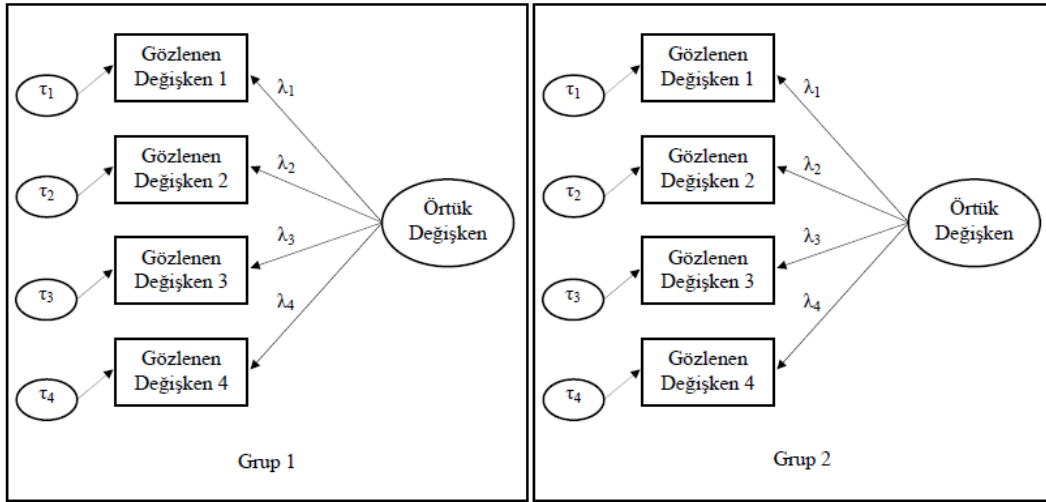 τ1
Gözlenen
Değişken 1
λ1
τ2
Gözlenen
Değişken 2
λ2
τ3
Gözlenen
Değişken 3
λ3
τ4
Gözlenen
Değişken 4
λ4
Örtük
Değişken
Grup 1
τ1
Gözlenen
Değişken 1
λ1
τ2
Gözlenen
Değişken 2
λ2
τ3
Gözlenen
Değişken 3
λ3
τ4
Gözlenen
Değişken 4
λ4
Örtük
Değişken
Grup 2